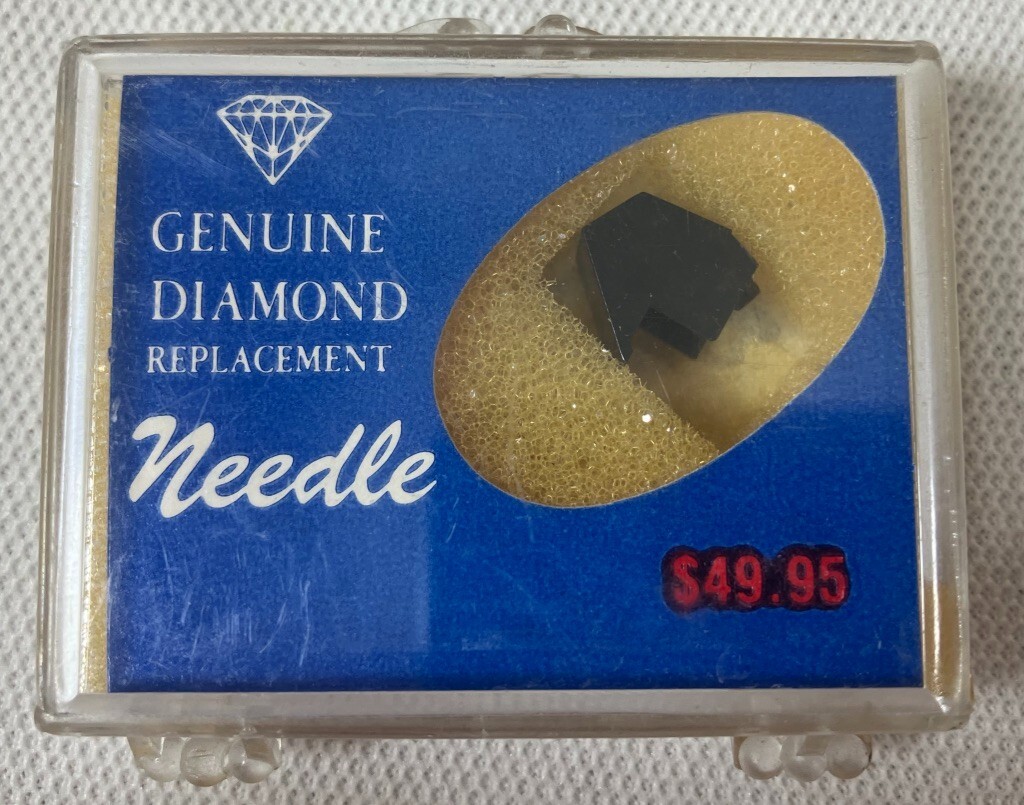 GENUINE
DIAMOND
REPLACEMENT
Needle
$49.95